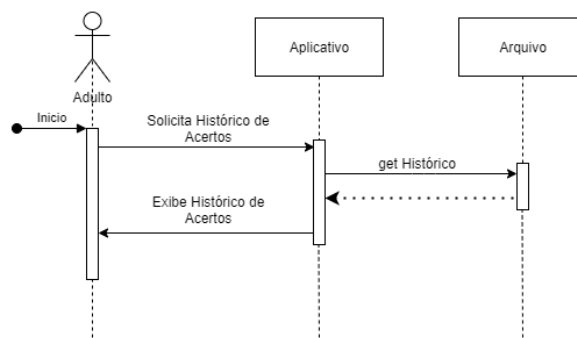 Aplicativo
Arquivo
Adulto
Inicio
Solicita Histórico de
Acertos
get Histórico
Exibe Histórico de
Acertos